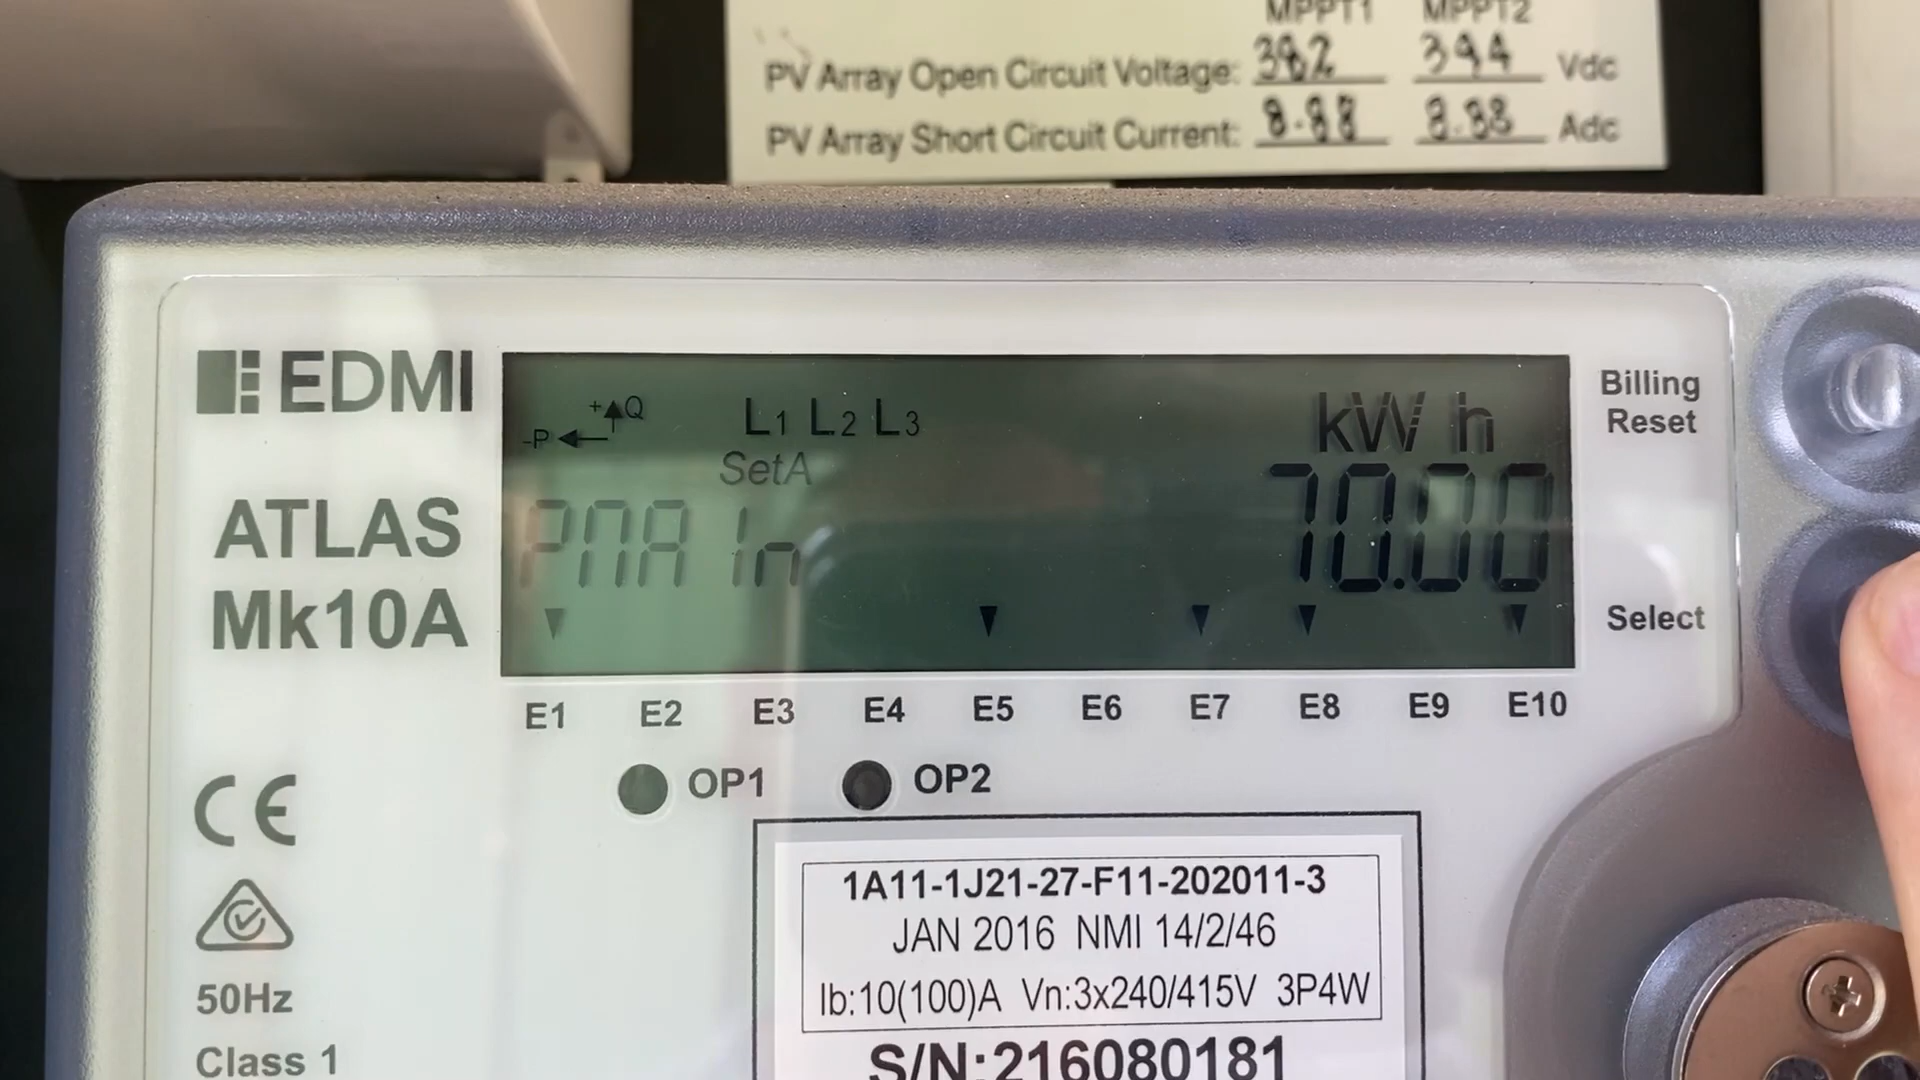 MPPT1 MPPT2
PV Array Open Circuit Voltage: 382 394 Vdc
PV Array Short Circuit Current: 8.88 8.88 Adc
EDMI
ATLAS
Mk10A
-P + Q L1 L2 L3 kWh
SetA
PMAIn 70.00
Billing
Reset
Select
E1 E2 E3 E4 E5 E6 E7 E8 E9 E10
OP1 OP2
CE
50Hz
Class 1
1A11-1J21-27-F11-202011-3
JAN 2016 NMI 14/2/46
Ib:10(100)A Vn:3x240/415V 3P4W
S/N:216080181